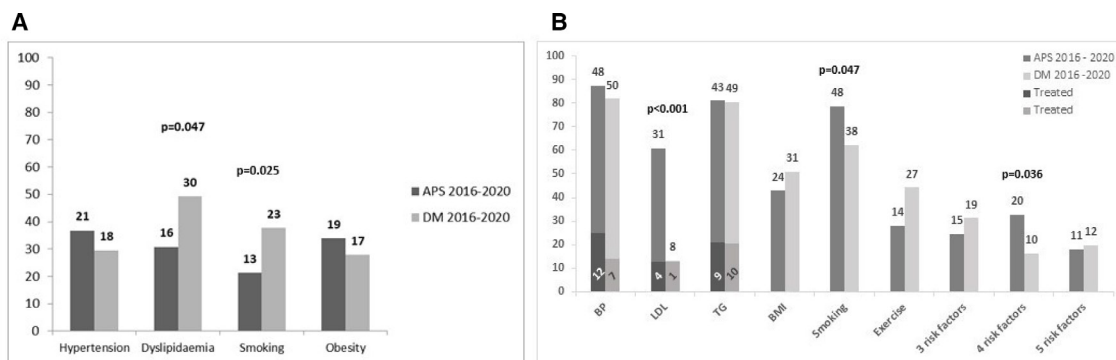 A
100
90
80
70
60
50
40
30
20
10
0
p=0.047
p=0.025
21
18
16
30
13
23
19
17
Hypertension Dyslipidaemia Smoking Obesity
APS 2016-2020
DM 2016-2020
B
100
90
80
70
60
50
40
30
20
10
0
48
50
12
7
p<0.001
31
8
4
1
43
49
9
10
24
31
p=0.047
48
38
14
27
15
19
p=0.036
20
10
11
12
BP
LDL
TG
BMI
Smoking
Exercise
3 risk factors
4 risk factors
5 risk factors
APS 2016 - 2020
DM 2016 -2020
Treated
Treated